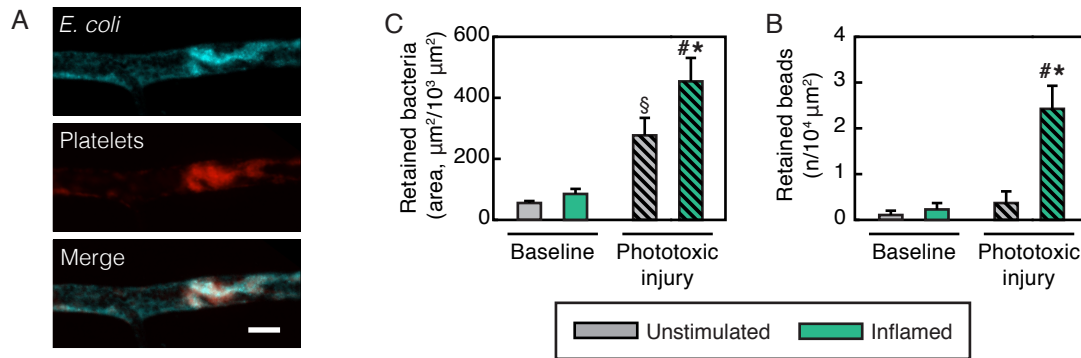 A
E. coli
Platelets
Merge
C
Retained bacteria
(area, µm²/10³ µm²)
600
400
200
0
§
#*
Baseline
Phototoxic
injury
B
Retained beads
(n/10⁴ µm²)
4
3
2
1
0
#*
Baseline
Phototoxic
injury
Unstimulated
Inflamed